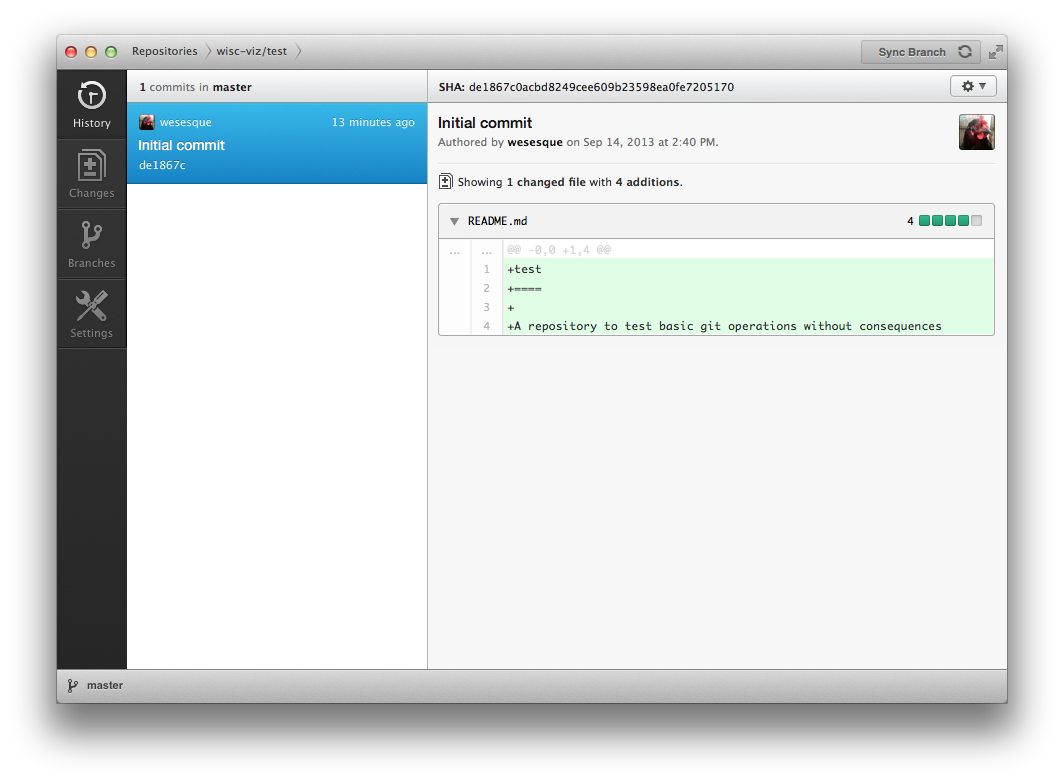 Repositories wisc-viz/test Sync Branch
History
Changes
Branches
Settings
1 commits in master
wesesque 13 minutes ago
Initial commit
de1867c
SHA: de1867c0acbd8249cee609b23598ea0fe7205170
Initial commit
Authored by wesesque on Sep 14, 2013 at 2:40 PM.
Showing 1 changed file with 4 additions.
README.md 4
... ... @@ -0,0 +1,4 @@
1 +test
2 +====
3 +
4 +A repository to test basic git operations without consequences
master